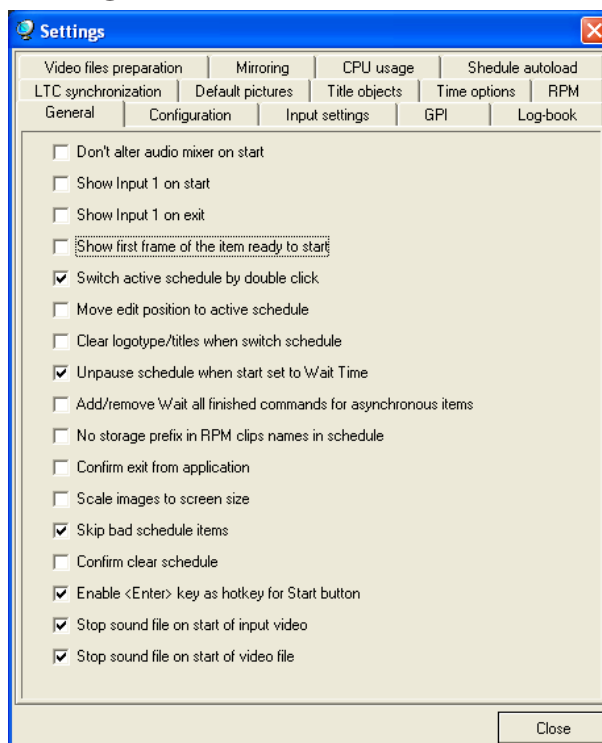 Settings
Video files preparation Mirroring CPU usage Shedule autoload
LTC synchronization Default pictures Title objects Time options RPM
General Configuration Input settings GPI Log-book
Don't alter audio mixer on start
Show Input 1 on start
Show Input 1 on exit
Show first frame of the item ready to start
Switch active schedule by double click
Move edit position to active schedule
Clear logotype/titles when switch schedule
Unpause schedule when start set to Wait Time
Add/remove Wait all finished commands for asynchronous items
No storage prefix in RPM clips names in schedule
Confirm exit from application
Scale images to screen size
Skip bad schedule items
Confirm clear schedule
Enable <Enter> key as hotkey for Start button
Stop sound file on start of input video
Stop sound file on start of video file
Close